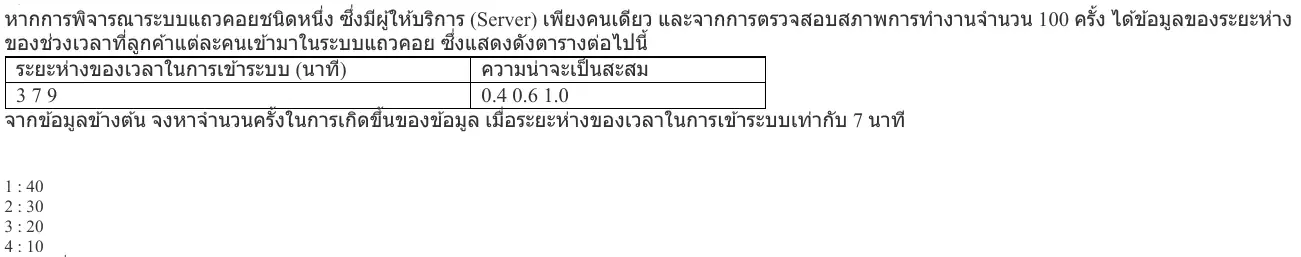 หากการพิจารณาระบบแถวคอยชนิดหนึ่ง ซึ่งมีผู้ให้บริการ (Server) เพียงคนเดียว และจากการตรวจสอบสภาพการทำงานจำนวน 100 ครั้ง ได้ข้อมูลของระยะห่าง
ของช่วงเวลาที่ลูกค้าแต่ละคนเข้ามาในระบบแถวคอย ซึ่งแสดงดังตารางต่อไปนี้
ระยะห่างของเวลาในการเข้าระบบ (นาที) ความน่าจะเป็นสะสม
3 7 9 0.4 0.6 1.0
จากข้อมูลข้างต้น จงหาจำนวนครั้งในการเกิดขึ้นของข้อมูล เมื่อระยะห่างของเวลาในการเข้าระบบเท่ากับ 7 นาที
1 : 40
2 : 30
3 : 20
4 : 10